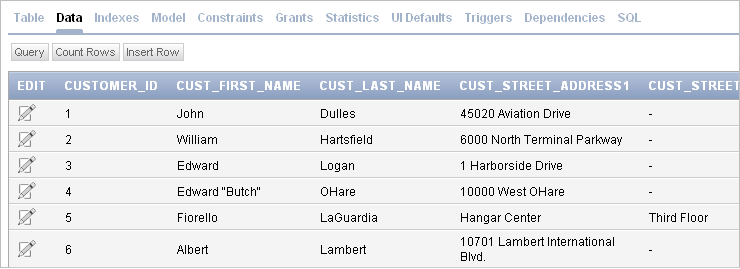 Table Data Indexes Model Constraints Grants Statistics UI Defaults Triggers Dependencies SQL
Query Count Rows Insert Row
EDIT CUSTOMER_ID CUST_FIRST_NAME CUST_LAST_NAME CUST_STREET_ADDRESS1 CUST_STREET
1 John Dulles 45020 Aviation Drive -
2 William Hartsfield 6000 North Terminal Parkway -
3 Edward Logan 1 Harborside Drive -
4 Edward "Butch" OHare 10000 West OHare -
5 Fiorello LaGuardia Hangar Center Third Floor
6 Albert Lambert 10701 Lambert International -
Blvd.